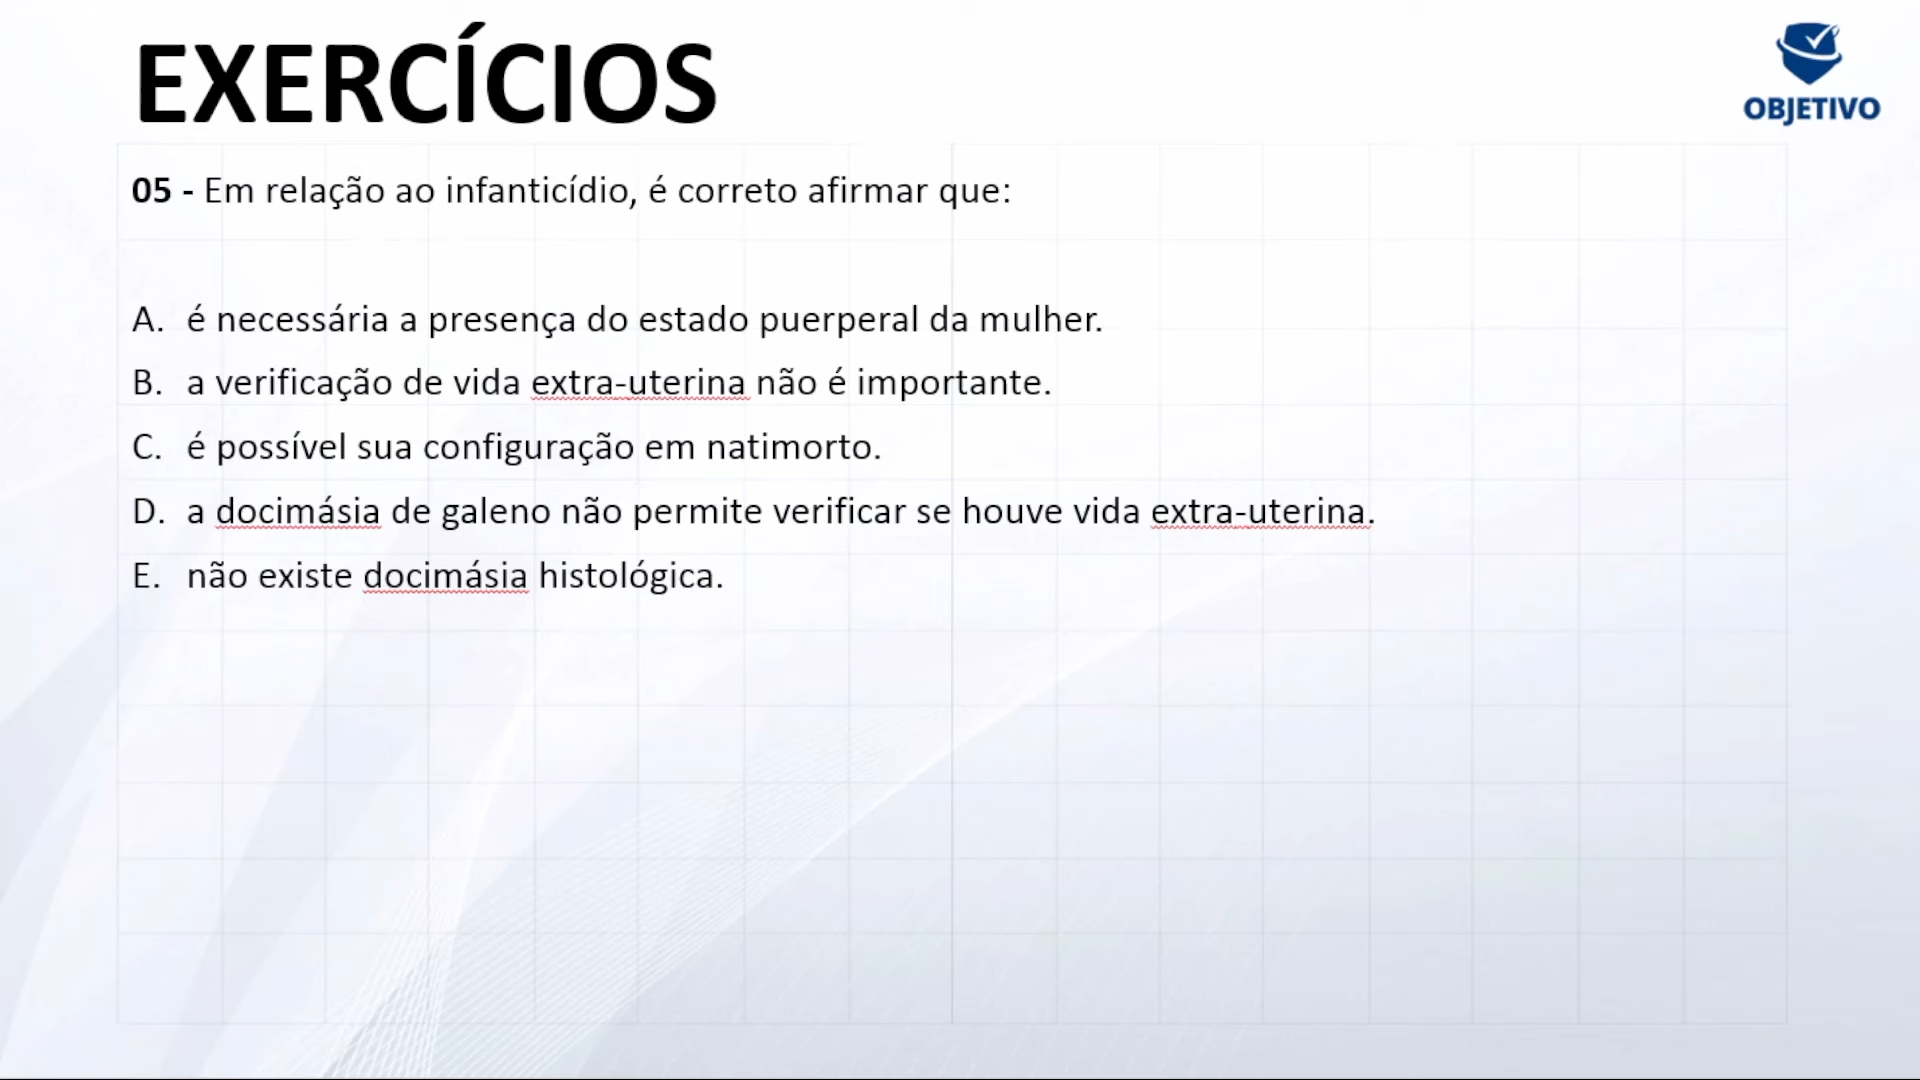 EXERCÍCIOS
OBJETIVO
05 - Em relação ao infanticídio, é correto afirmar que:
A. é necessária a presença do estado puerperal da mulher.
B. a verificação de vida extra-uterina não é importante.
C. é possível sua configuração em natimorto.
D. a docimásia de galeno não permite verificar se houve vida extra-uterina.
E. não existe docimásia histológica.